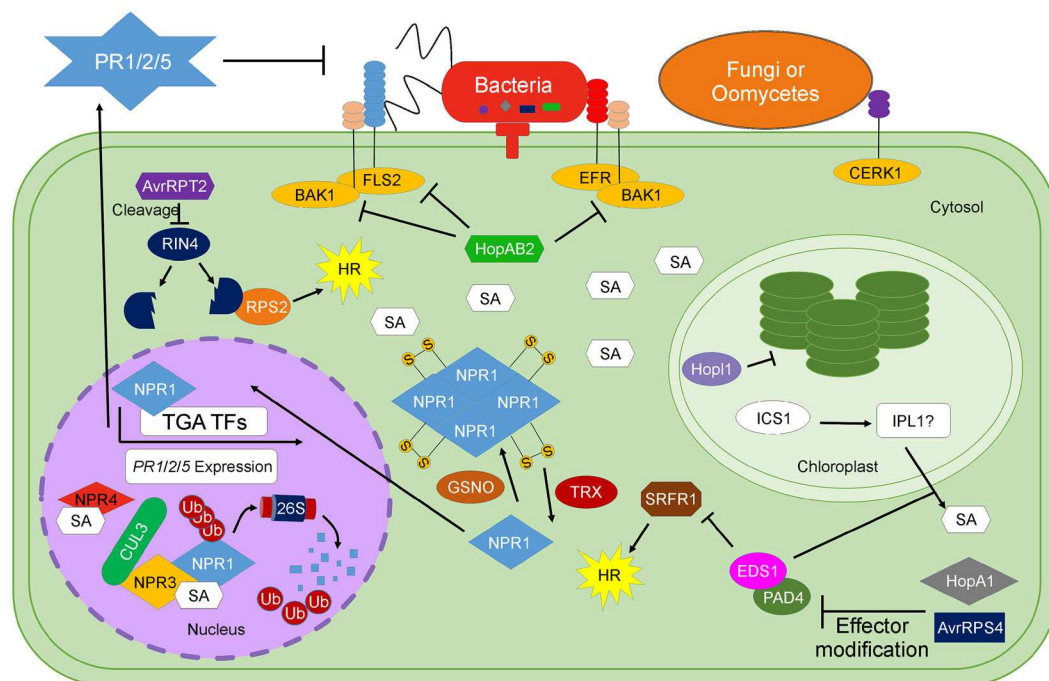 PR1/2/5
Bacteria
Fungi or
Oomycetes
AvrRPT2
Cleavage
RIN4
RPS2
HR
BAK1
FLS2
EFR
BAK1
CERK1
Cytosol
HopAB2
SA
SA
SA
SA
SA
NPR1
TGA TFs
PR1/2/5 Expression
NPR4
SA
CUL3
Ub
Ub
Ub
26S
NPR1
NPR3
SA
Ub
Ub
Ub
Ub
Nucleus
S
S
S
S
NPR1
NPR1
NPR1
NPR1
S
S
S
S
GSNO
TRX
NPR1
SRFR1
HR
HopI1
ICS1
IPL1?
Chloroplast
SA
EDS1
PAD4
HopA1
AvrRPS4
Effector
modification